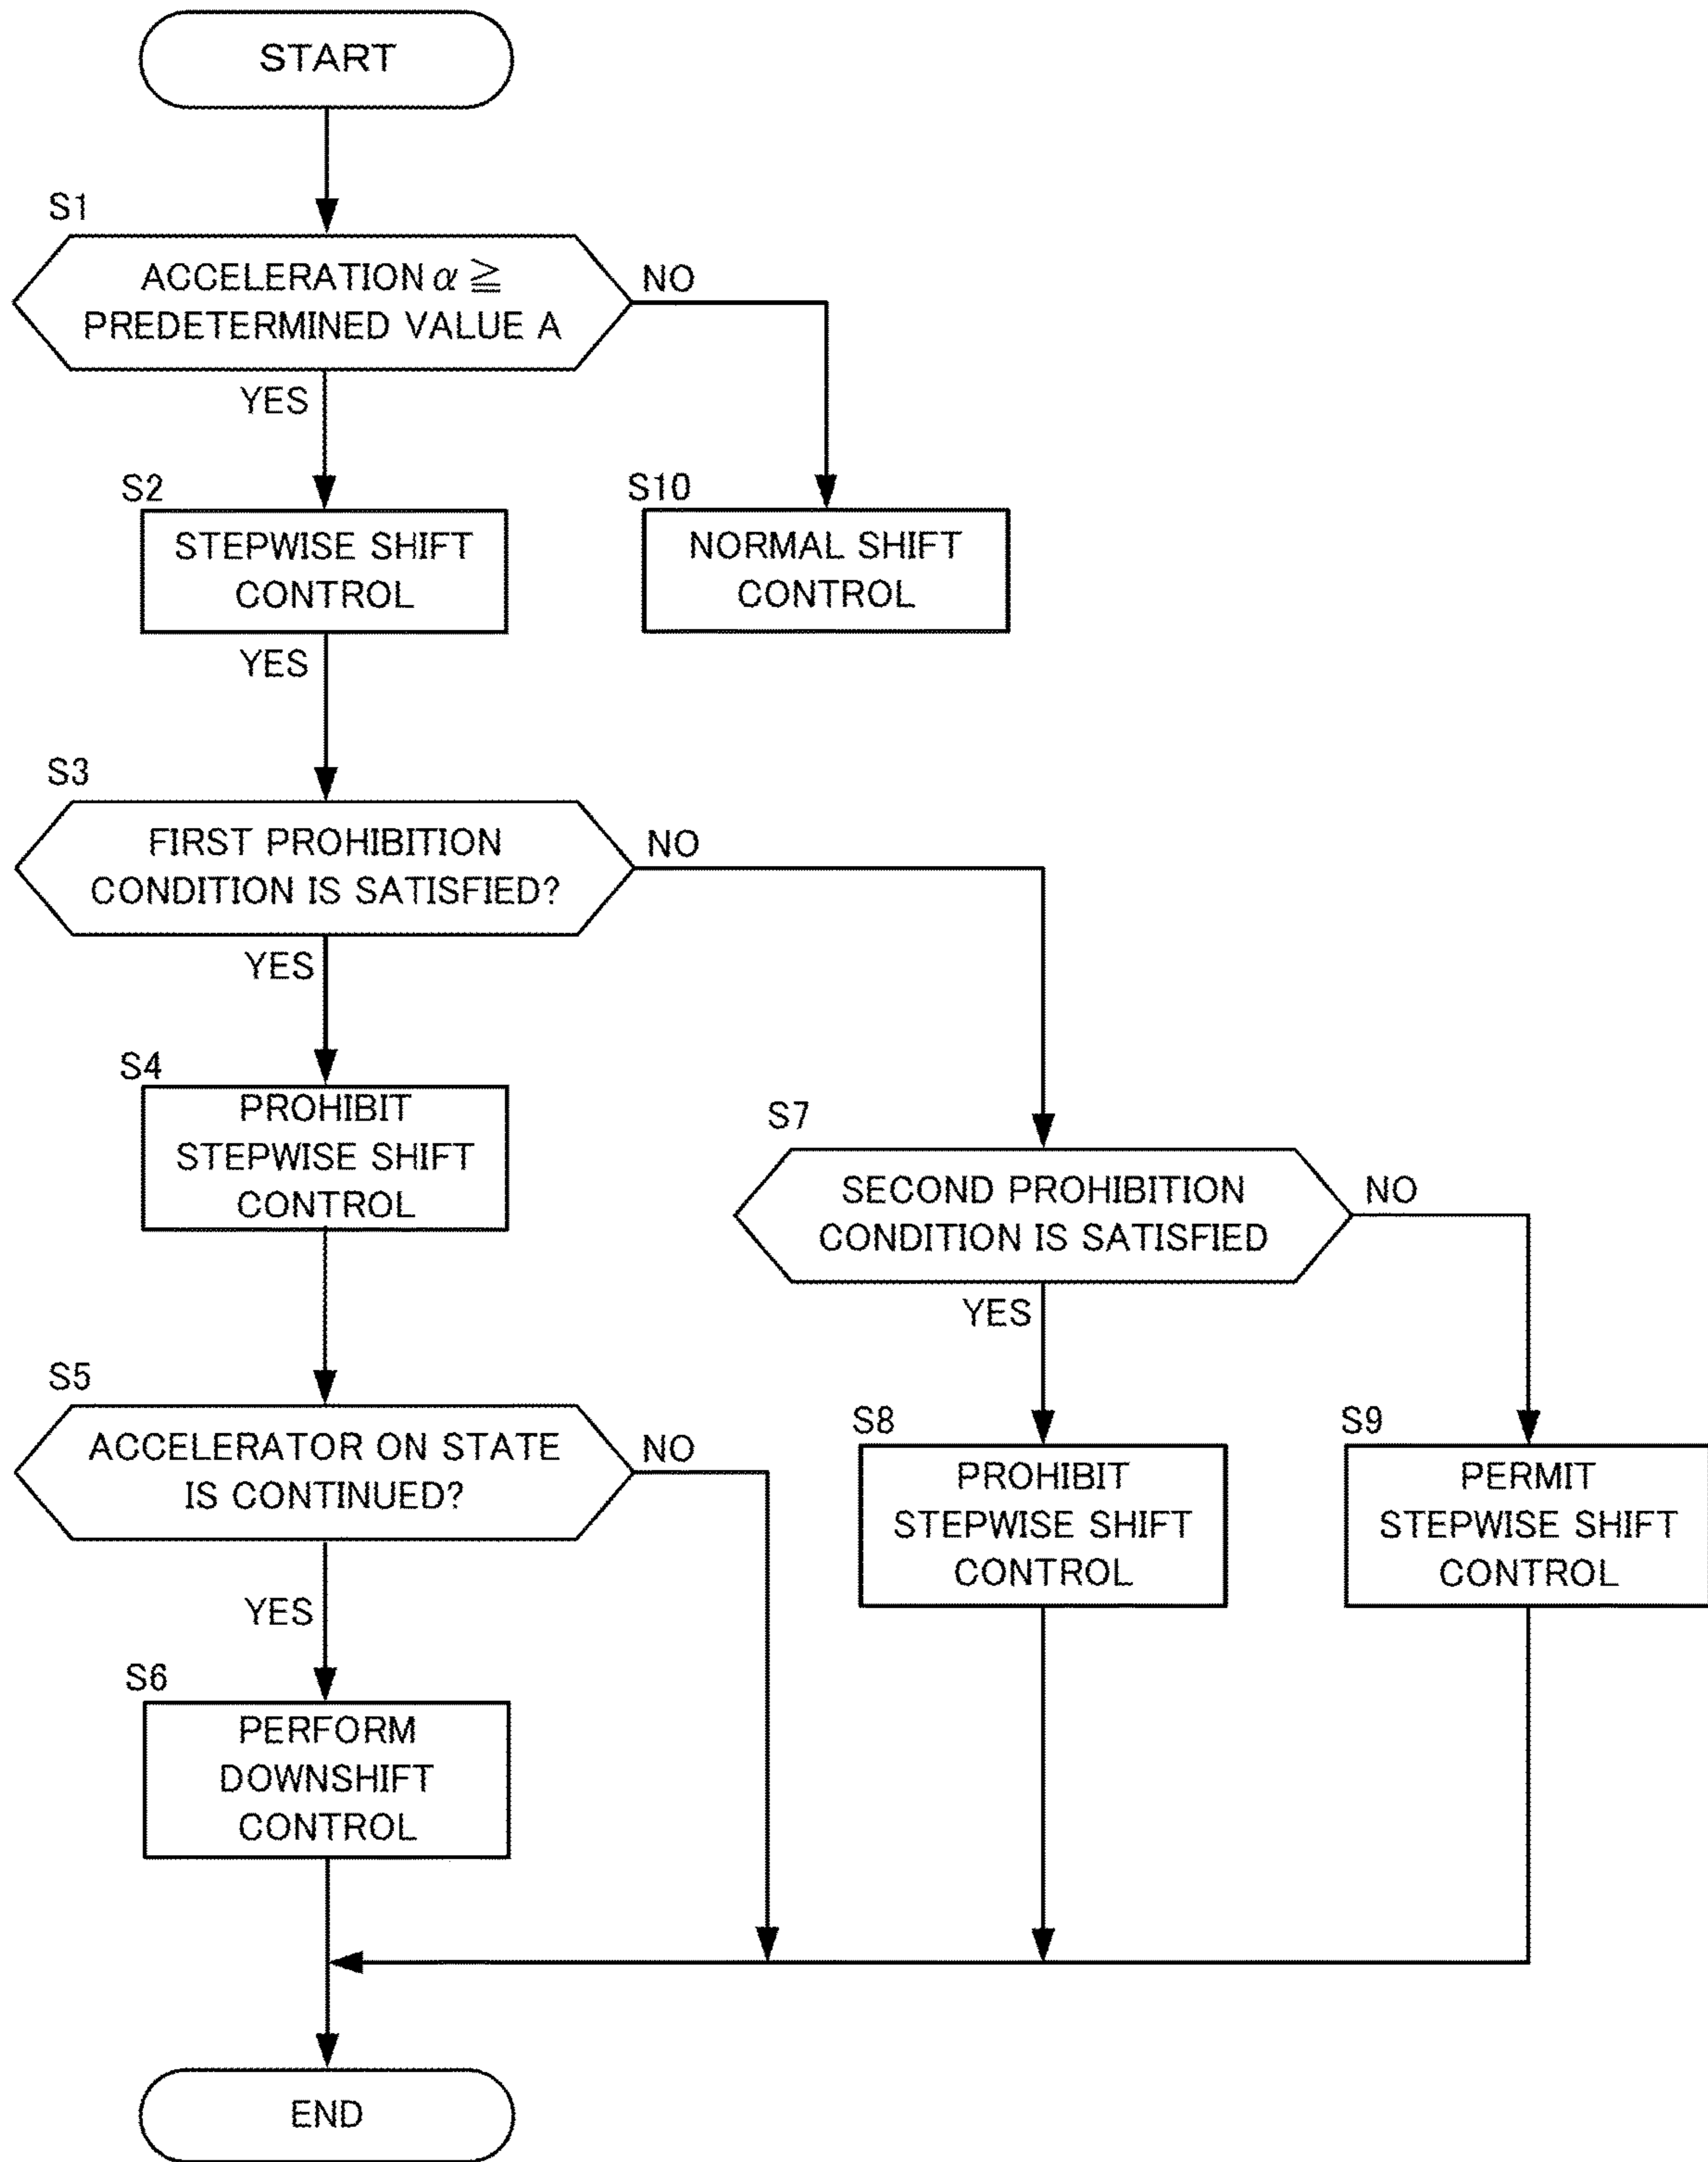 START
S1
ACCELERATION α ≧
PREDETERMINED VALUE A
NO
YES
S2
STEPWISE SHIFT
CONTROL
S10
NORMAL SHIFT
CONTROL
YES
S3
FIRST PROHIBITION
CONDITION IS SATISFIED?
NO
YES
S4
PROHIBIT
STEPWISE SHIFT
CONTROL
S7
SECOND PROHIBITION
CONDITION IS SATISFIED
NO
YES
S5
ACCELERATOR ON STATE
IS CONTINUED?
NO
YES
S8
PROHIBIT
STEPWISE SHIFT
CONTROL
S9
PERMIT
STEPWISE SHIFT
CONTROL
S6
PERFORM
DOWNSHIFT
CONTROL
END